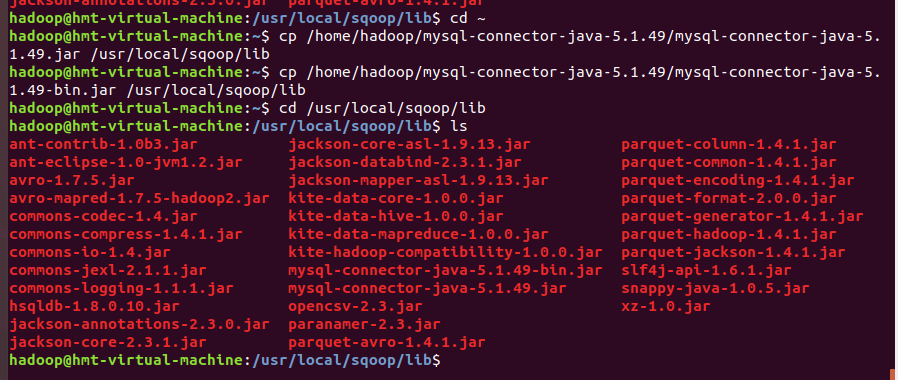 jackson-annotations-2.3.0.jar  parquet-avro-1.4.1.jar
hadoop@hmt-virtual-machine:/usr/local/sqoop/lib$ cd ~
hadoop@hmt-virtual-machine:~$ cp /home/hadoop/mysql-connector-java-5.1.49/mysql-connector-java-5.
1.49.jar /usr/local/sqoop/lib
hadoop@hmt-virtual-machine:~$ cp /home/hadoop/mysql-connector-java-5.1.49/mysql-connector-java-5.
1.49-bin.jar /usr/local/sqoop/lib
hadoop@hmt-virtual-machine:~$ cd /usr/local/sqoop/lib
hadoop@hmt-virtual-machine:/usr/local/sqoop/lib$ ls
ant-contrib-1.0b3.jar          jackson-core-asl-1.9.13.jar          parquet-column-1.4.1.jar
ant-eclipse-1.0-jvm1.2.jar     jackson-databind-2.3.1.jar           parquet-common-1.4.1.jar
avro-1.7.5.jar                 jackson-mapper-asl-1.9.13.jar        parquet-encoding-1.4.1.jar
avro-mapred-1.7.5-hadoop2.jar  kite-data-core-1.0.0.jar             parquet-format-2.0.0.jar
commons-codec-1.4.jar          kite-data-hive-1.0.0.jar             parquet-generator-1.4.1.jar
commons-compress-1.4.1.jar     kite-data-mapreduce-1.0.0.jar        parquet-hadoop-1.4.1.jar
commons-io-1.4.jar             kite-hadoop-compatibility-1.0.0.jar  parquet-jackson-1.4.1.jar
commons-jexl-2.1.1.jar         mysql-connector-java-5.1.49-bin.jar  slf4j-api-1.6.1.jar
commons-logging-1.1.1.jar      mysql-connector-java-5.1.49.jar      snappy-java-1.0.5.jar
hsqldb-1.8.0.10.jar            opencsv-2.3.jar                      xz-1.0.jar
jackson-annotations-2.3.0.jar  paranamer-2.3.jar
jackson-core-2.3.1.jar         parquet-avro-1.4.1.jar
hadoop@hmt-virtual-machine:/usr/local/sqoop/lib$